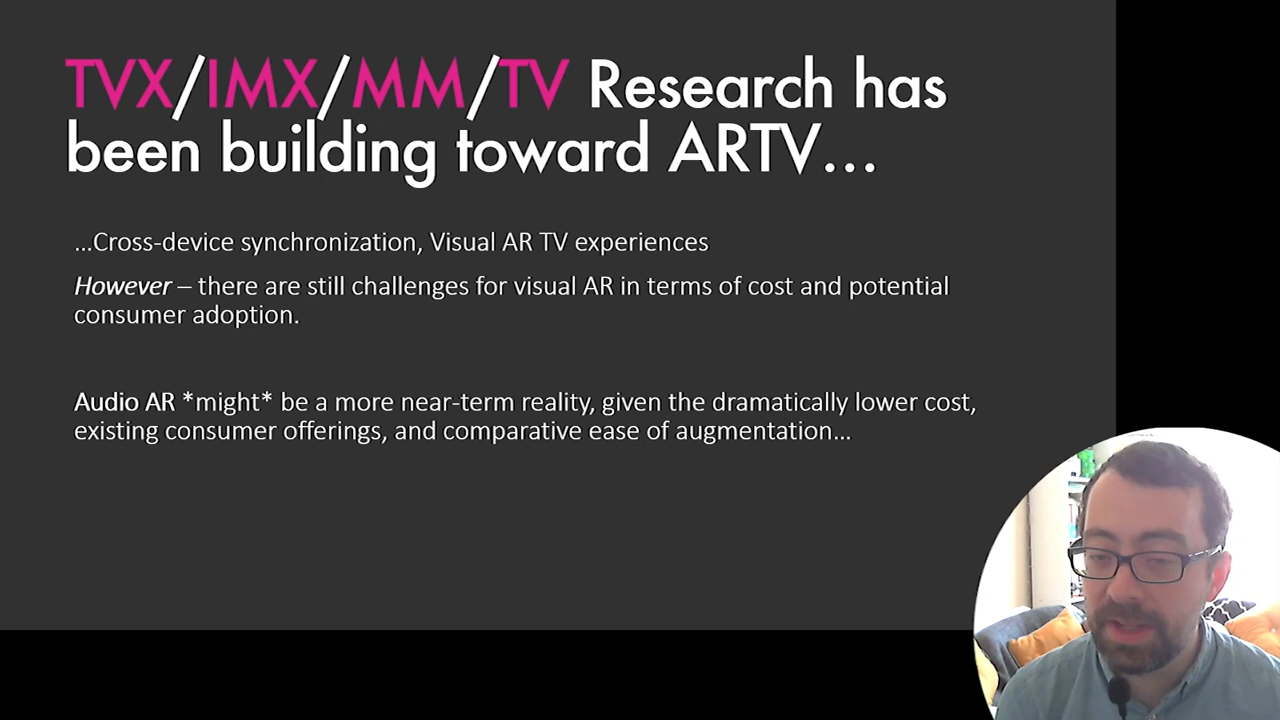 TVX/IMX/MM/TV Research has
been building toward ARTV...
...Cross-device synchronization, Visual AR TV experiences
However – there are still challenges for visual AR in terms of cost and potential
consumer adoption.
Audio AR *might* be a more near-term reality, given the dramatically lower cost,
existing consumer offerings, and comparative ease of augmentation...